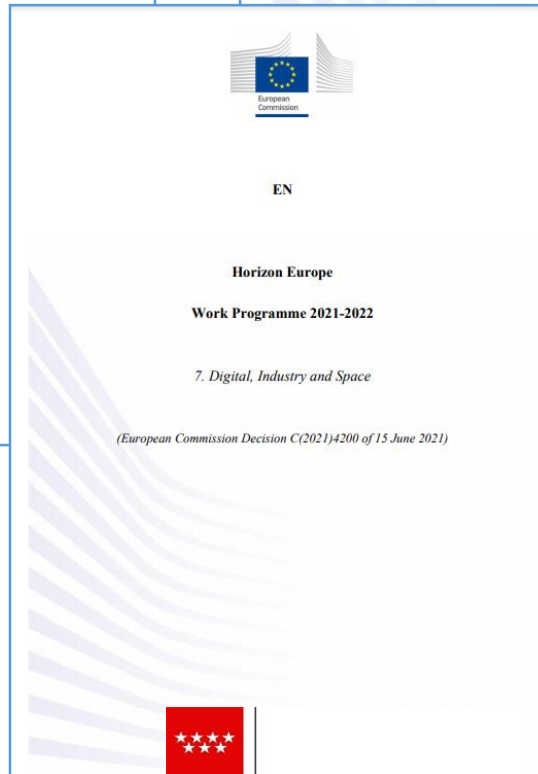 European
Commission
EN
Horizon Europe
Work Programme 2021-2022
7. Digital, Industry and Space
(European Commission Decision C(2021)4200 of 15 June 2021)